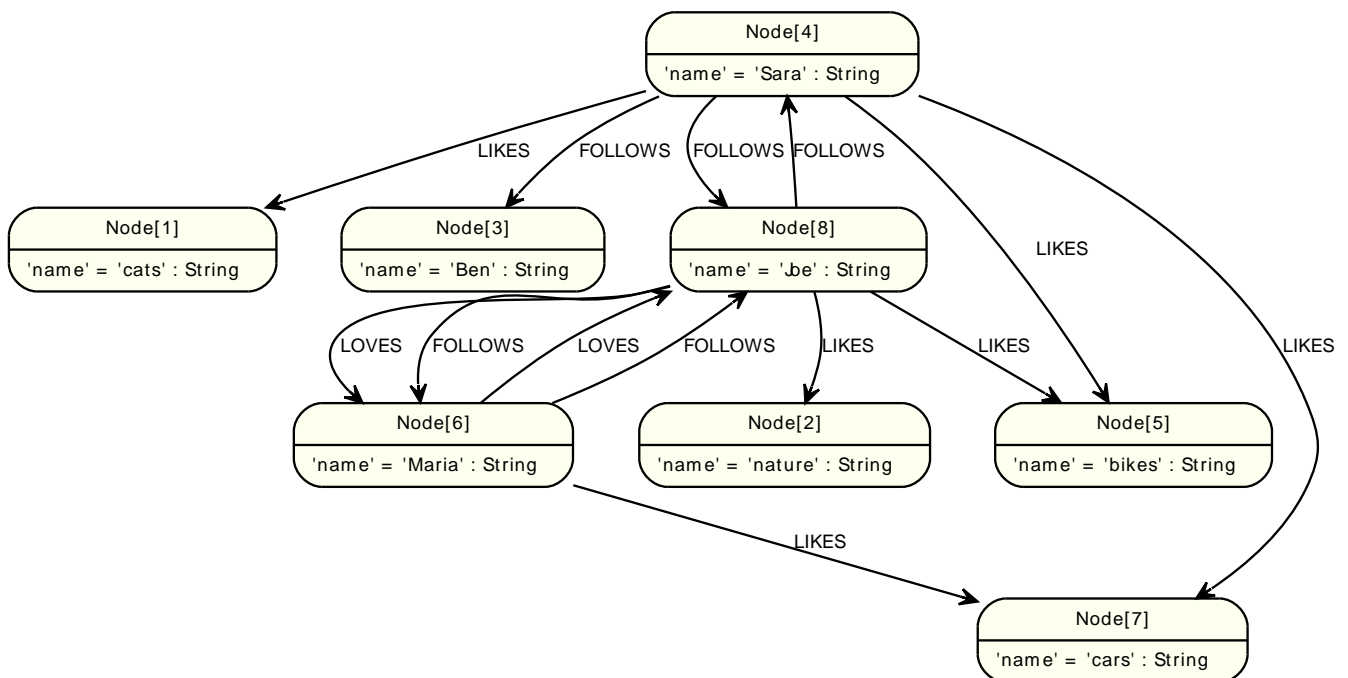 Node[4]
'name' = 'Sara' : String
LIKES
FOLLOWS
FOLLOWS
FOLLOWS
Node[1]
'name' = 'cats' : String
Node[3]
'name' = 'Ben' : String
Node[8]
'name' = 'Joe' : String
LIKES
LOVES
FOLLOWS
LOVES
FOLLOWS
LIKES
LIKES
LIKES
Node[6]
'name' = 'Maria' : String
Node[2]
'name' = 'nature' : String
Node[5]
'name' = 'bikes' : String
LIKES
Node[7]
'name' = 'cars' : String